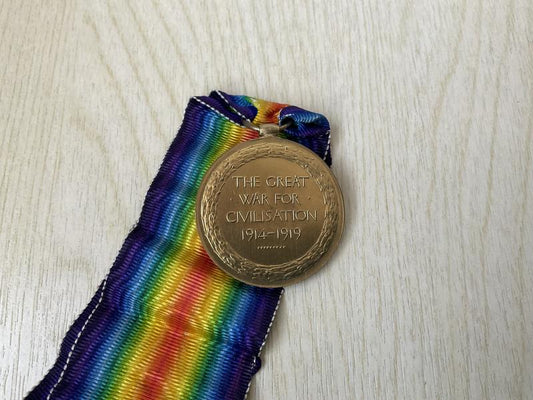 THE GREAT
WAR FOR
CIVILISATION
1914-1919